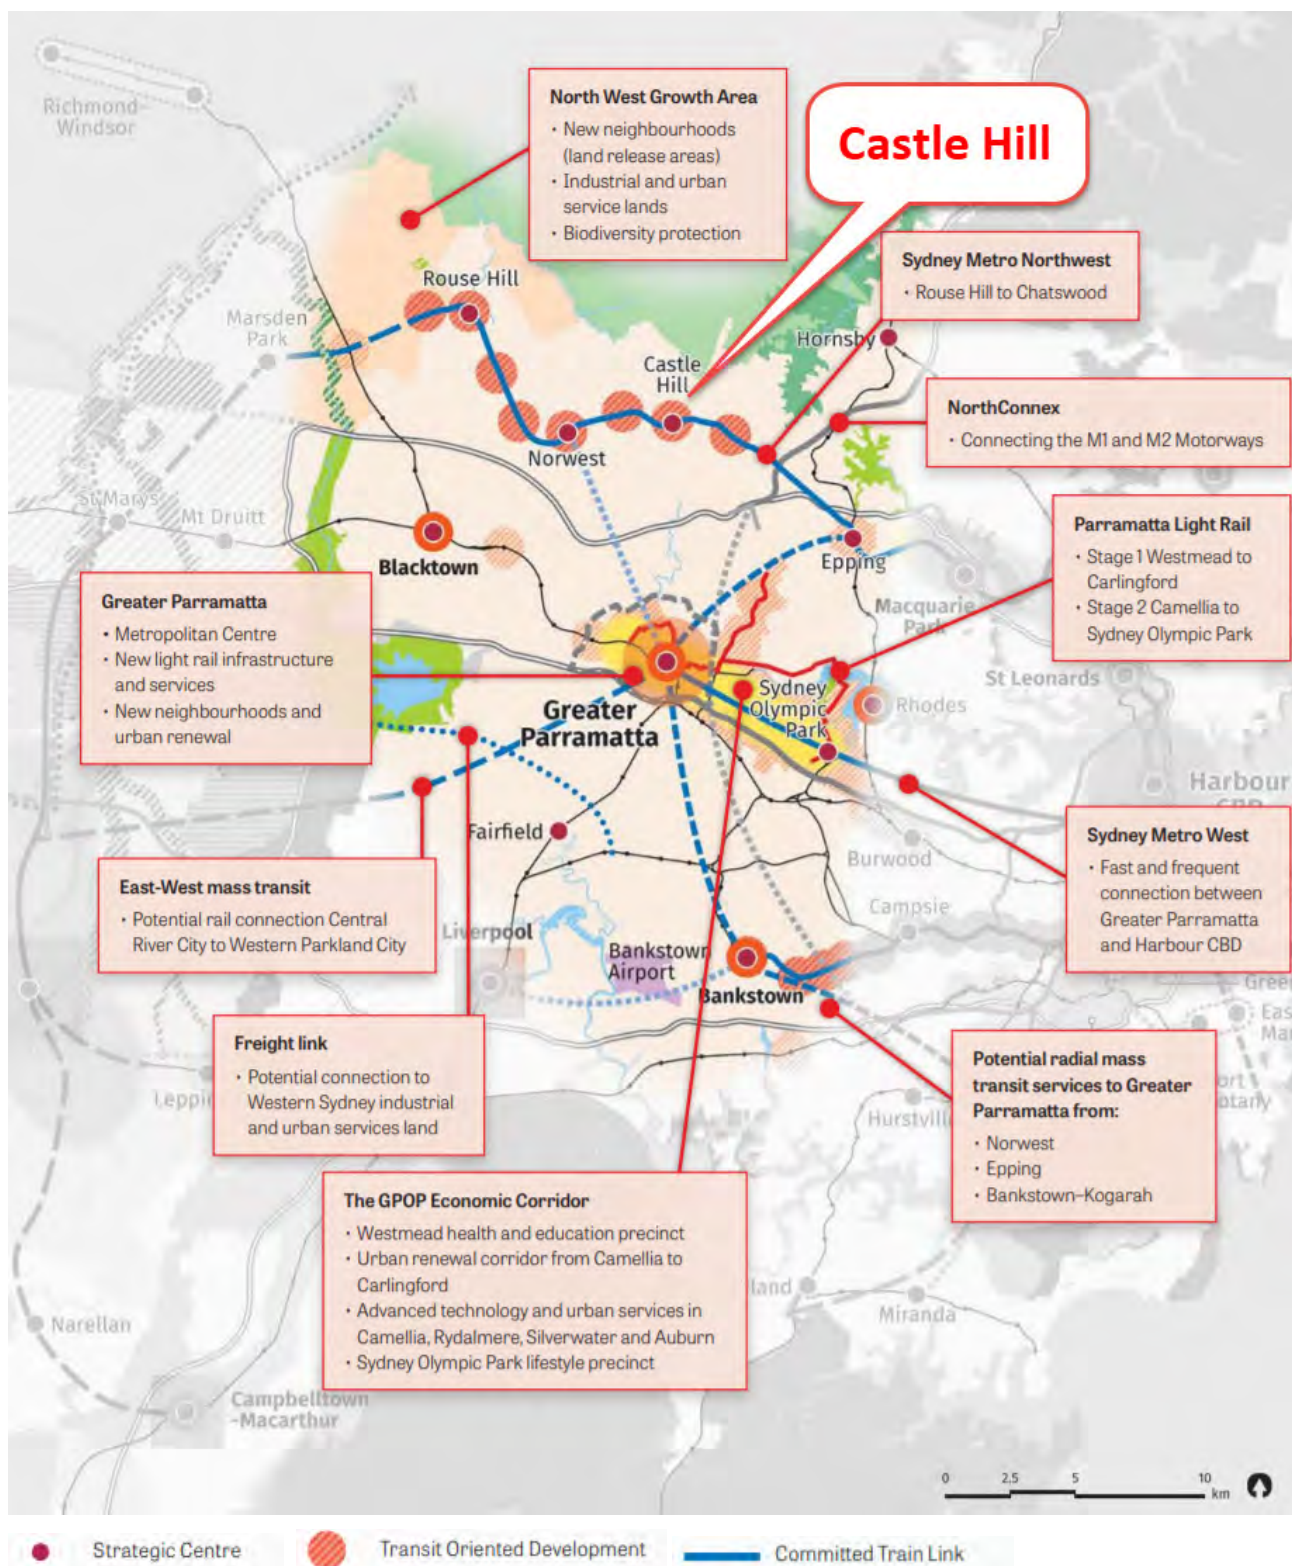 Richmond-
Windsor
North West Growth Area
• New neighbourhoods
(land release areas)
• Industrial and urban
service lands
• Biodiversity protection
Castle Hill
Sydney Metro Northwest
• Rouse Hill to Chatswood
Rouse Hill
Marsden
Park
Hornsby
Castle
Hill
NorthConnex
• Connecting the M1 and M2 Motorways
Norwest
St Marys
Mt Druitt
Blacktown
Epping
Parramatta Light Rail
• Stage 1 Westmead to
Carlingford
• Stage 2 Camellia to
Sydney Olympic Park
Macquarie
Park
St Leonards
Greater Parramatta
• Metropolitan Centre
• New light rail infrastructure
and services
• New neighbourhoods and
urban renewal
Sydney
Olympic
Park
Rhodes
Greater
Parramatta
Harbour
CBD
Fairfield
Burwood
Sydney Metro West
• Fast and frequent
connection between
Greater Parramatta
and Harbour CBD
East-West mass transit
• Potential rail connection Central
River City to Western Parkland City
Campsie
Liverpool
Bankstown
Airport
Bankstown
Gree
Eas
Ma
Freight link
• Potential connection to
Western Sydney industrial
and urban services land
Leppi
Potential radial mass
transit services to Greater
Parramatta from:
• Norwest
• Epping
• Bankstown–Kogarah
ort
otany
Hurstvill
The GPOP Economic Corridor
• Westmead health and education precinct
• Urban renewal corridor from Camellia to
Carlingford
• Advanced technology and urban services in
Camellia, Rydalmere, Silverwater and Auburn
• Sydney Olympic Park lifestyle precinct
land
Miranda
Narellan
Campbelltown
-Macarthur
0 2.5 5 10
km
Strategic Centre
Transit Oriented Development
Committed Train Link